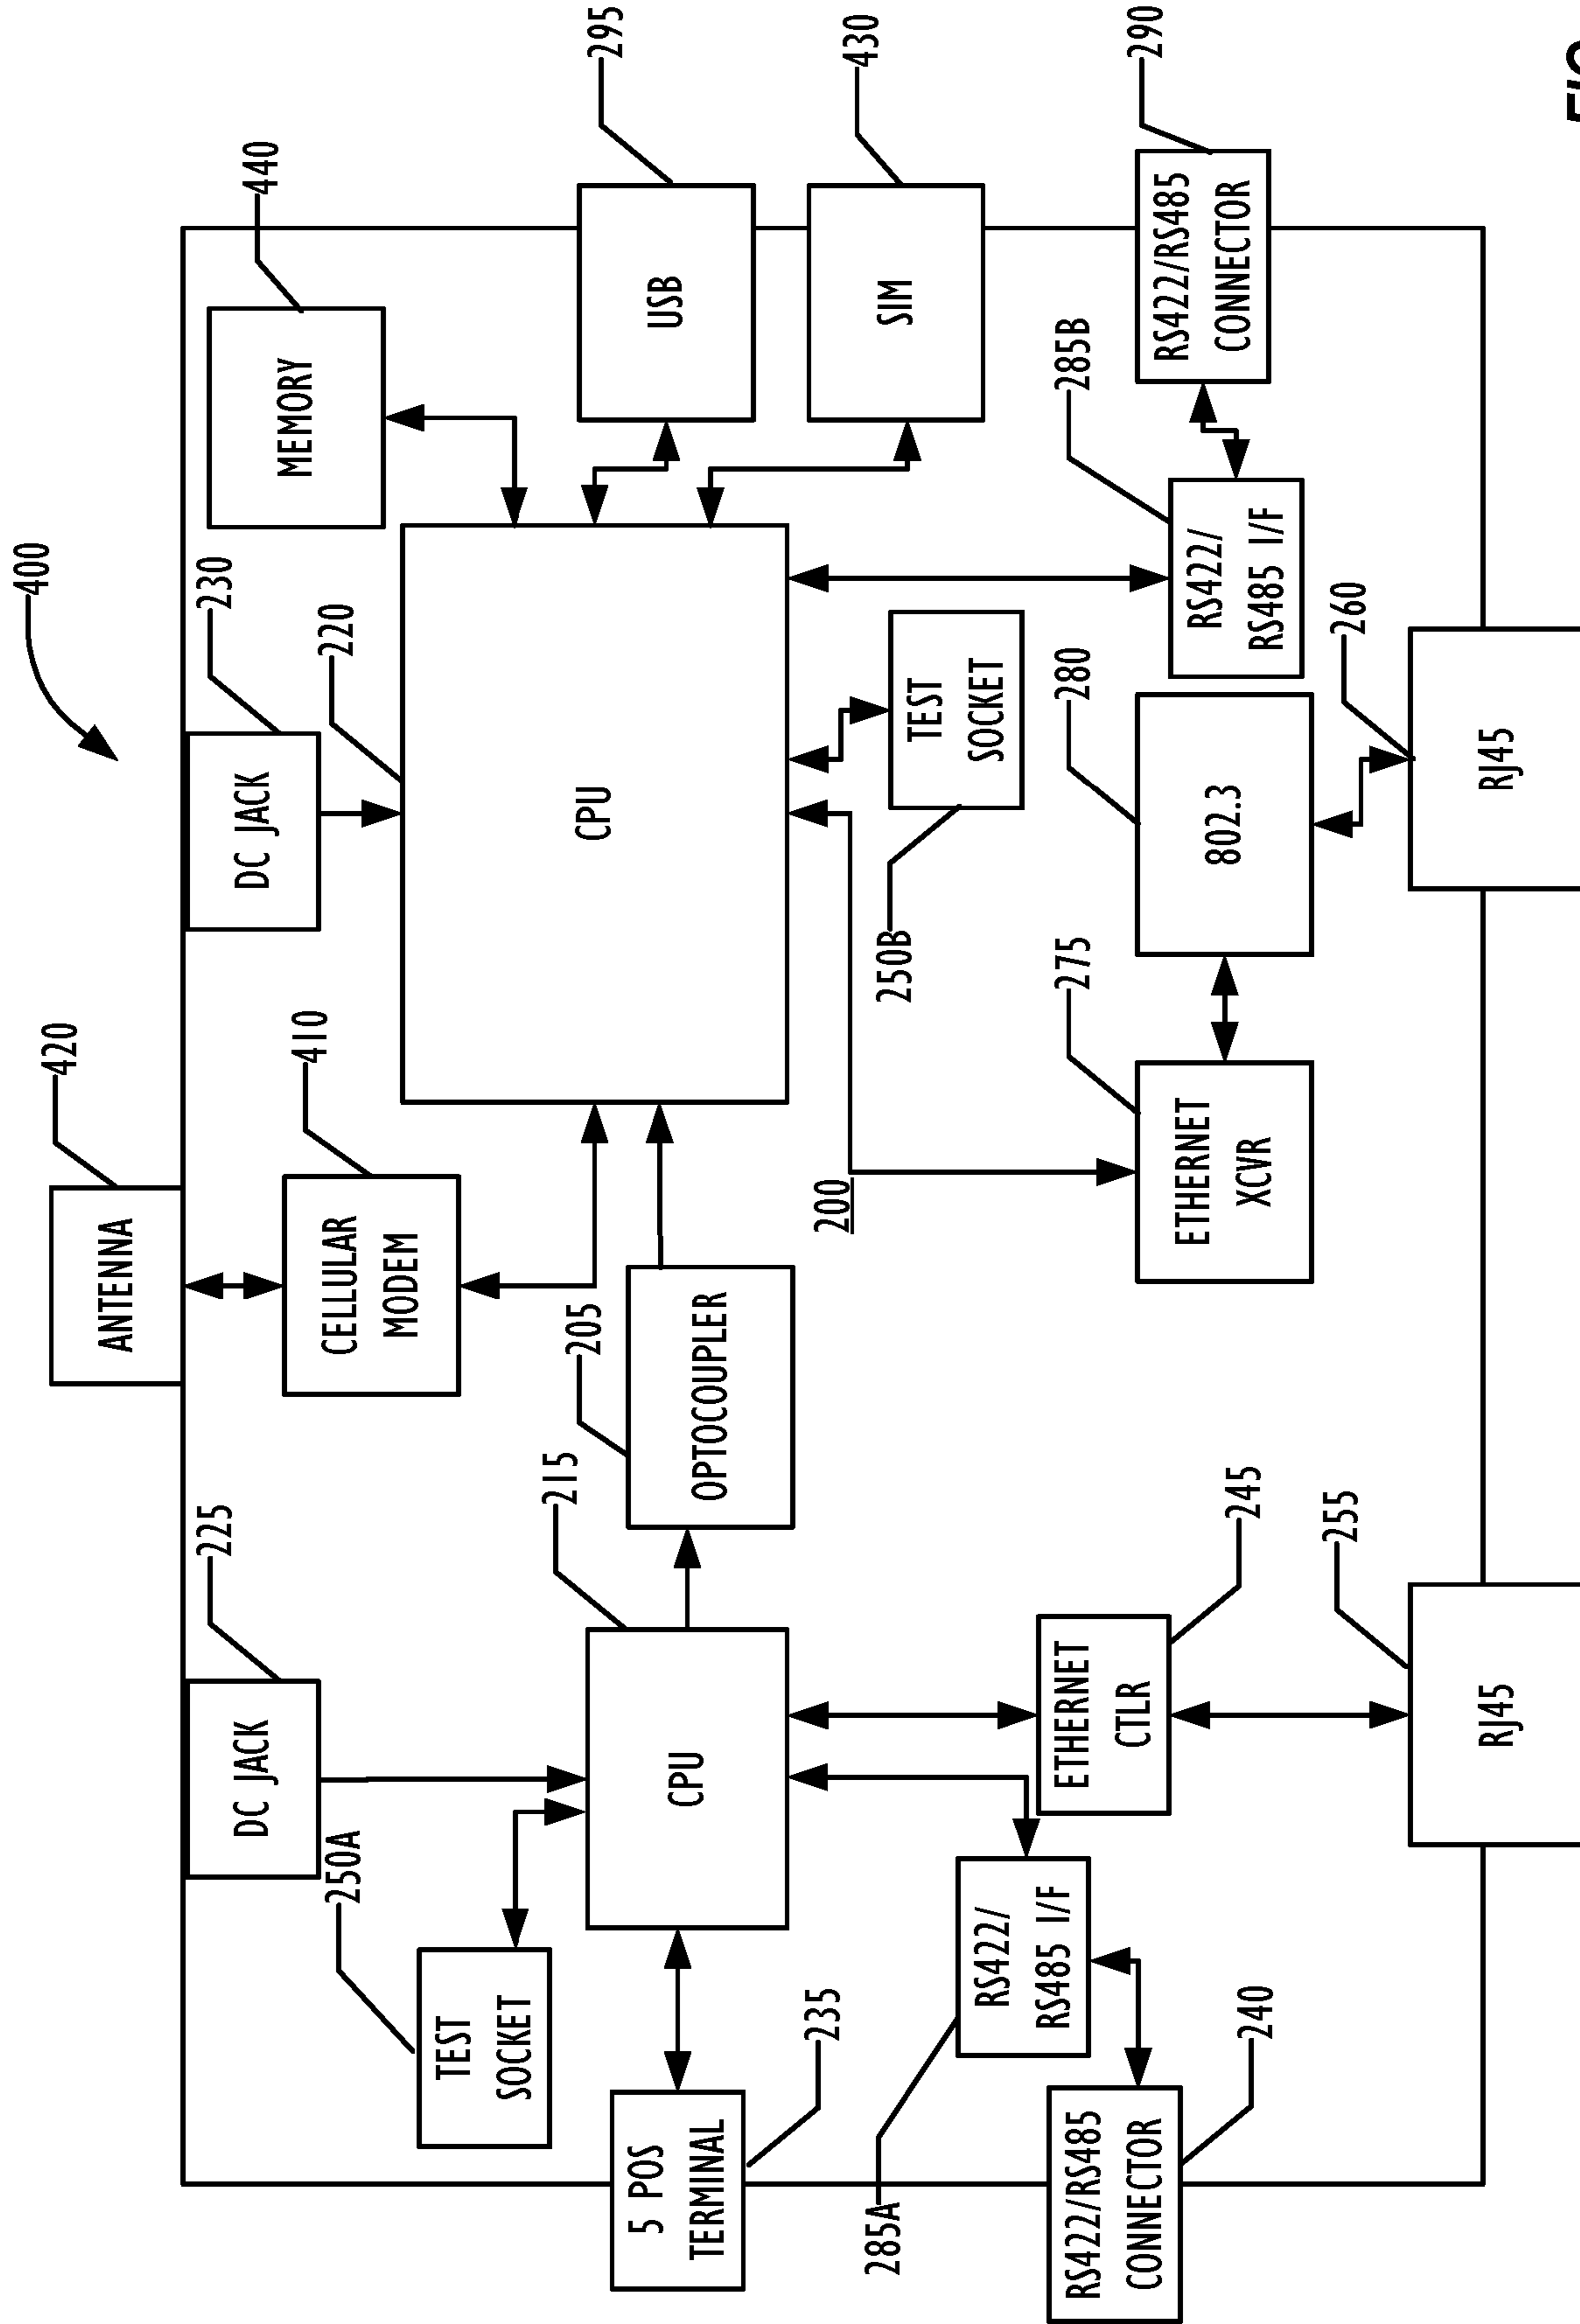 400
420
ANTENNA
225
DC JACK
230
DC JACK
440
MEMORY
250A
TEST
SOCKET
410
CELLULAR
MODEM
220
CPU
295
USB
215
CPU
205
OPTOCOUPLER
5 POS
TERMINAL
235
430
SIM
200
250B
TEST
SOCKET
285A
RS422/
RS485 I/F
245
ETHERNET
CTLR
275
ETHERNET
XCVR
280
802.3
285B
RS422/
RS485 I/F
290
RS422/RS485
CONNECTOR
RS422/RS485
CONNECTOR
240
255
RJ45
260
RJ45
FIG